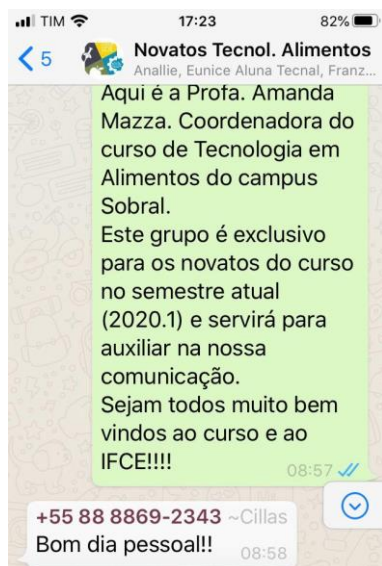 TIM 17:23 82%
5 Novatos Tecnol. Alimentos
Anallie, Eunice Aluna Tecnal, Franz...
Aqui é a Profa. Amanda
Mazza. Coordenadora do
curso de Tecnologia em
Alimentos do campus
Sobral.
Este grupo é exclusivo
para os novatos do curso
no semestre atual
(2020.1) e servirá para
auxiliar na nossa
comunicação.
Sejam todos muito bem
vindos ao curso e ao
IFCE!!!! 08:57
+55 88 8869-2343 ~Cillas
Bom dia pessoal!! 08:58